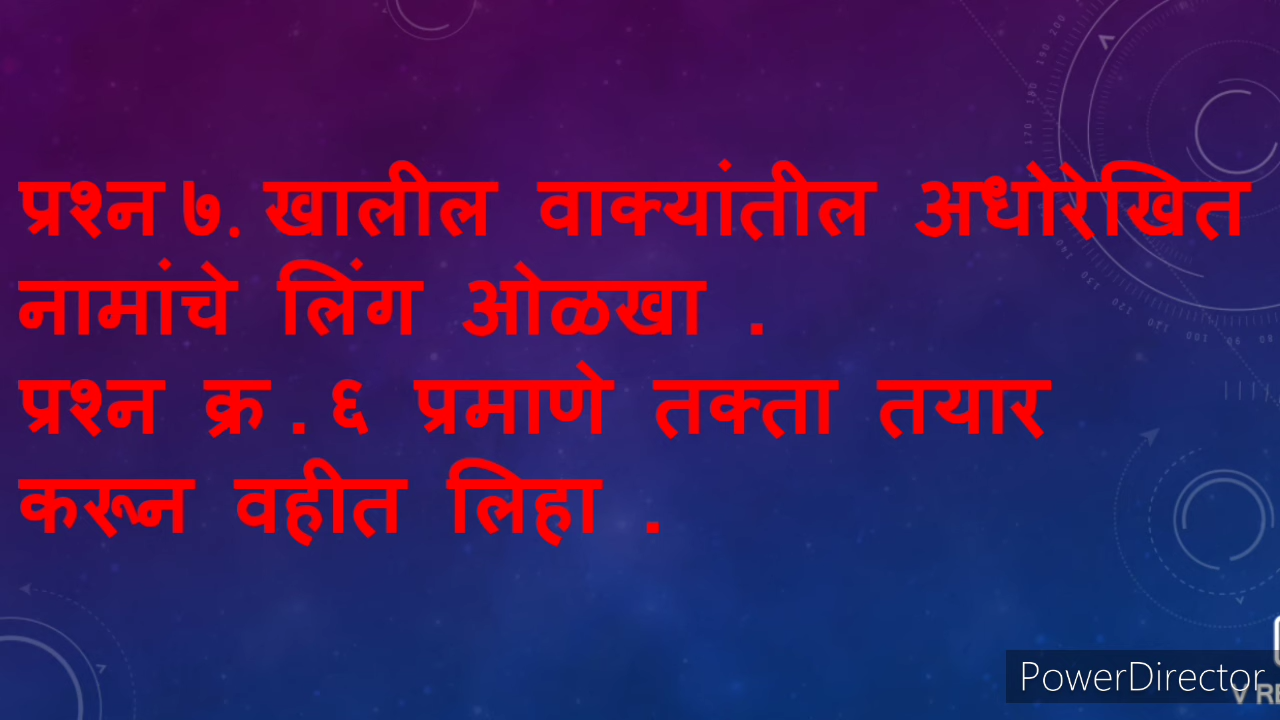 प्रश्न ७. खालील वाक्यांतील अधोरेखित
नामांचे लिंग ओळखा .
प्रश्न क्र . ६ प्रमाणे तक्ता तयार
करून वहीत लिहा .
PowerDirector